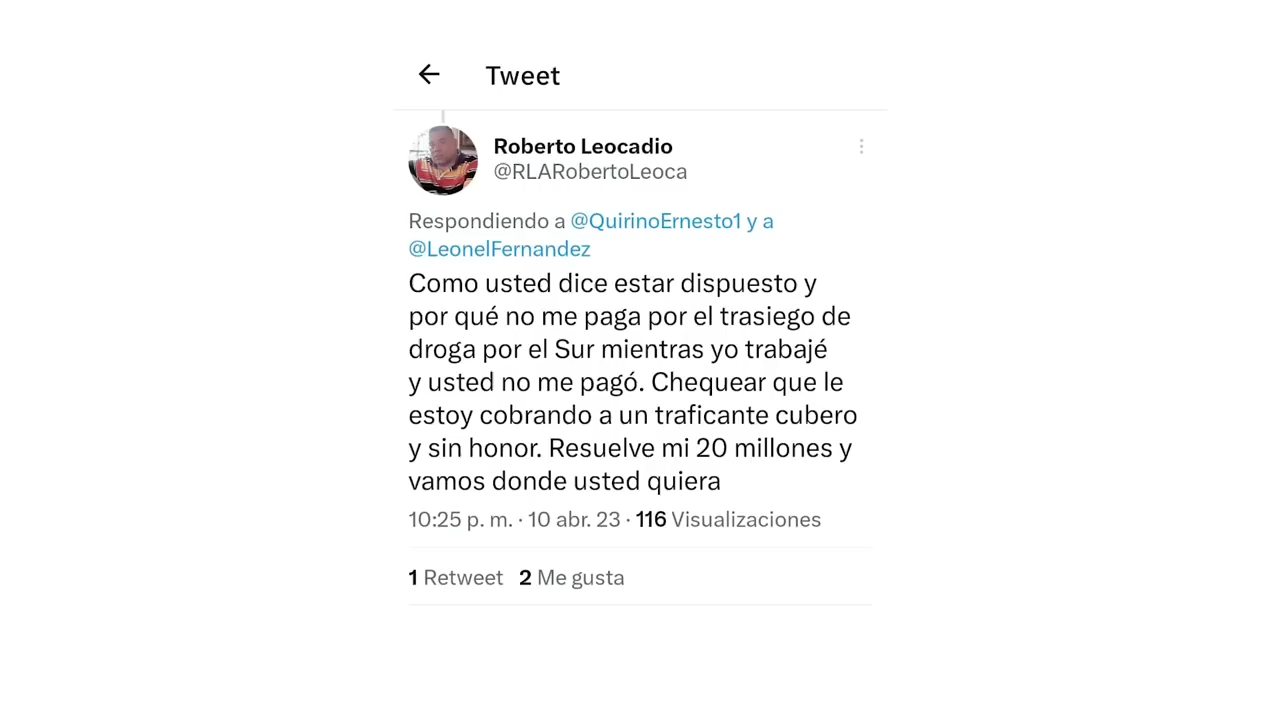 Tweet
Roberto Leocadio
@RLARobertoLeoca
Respondiendo a @QuirinoErnesto1 y a
@LeonelFernandez
Como usted dice estar dispuesto y
por qué no me paga por el trasiego de
droga por el Sur mientras yo trabajé
y usted no me pagó. Chequear que le
estoy cobrando a un traficante cubero
y sin honor. Resuelve mi 20 millones y
vamos donde usted quiera
10:25 p. m. · 10 abr. 23 · 116 Visualizaciones
1 Retweet 2 Me gusta